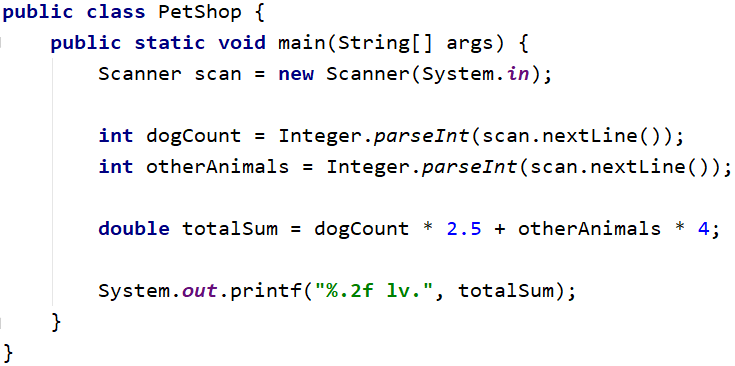 public class PetShop {
    public static void main(String[] args) {
        Scanner scan = new Scanner(System.in);
        int dogCount = Integer.parseInt(scan.nextLine());
        int otherAnimals = Integer.parseInt(scan.nextLine());
        double totalSum = dogCount * 2.5 + otherAnimals * 4;
        System.out.printf("%.2f lv.", totalSum);
    }
}